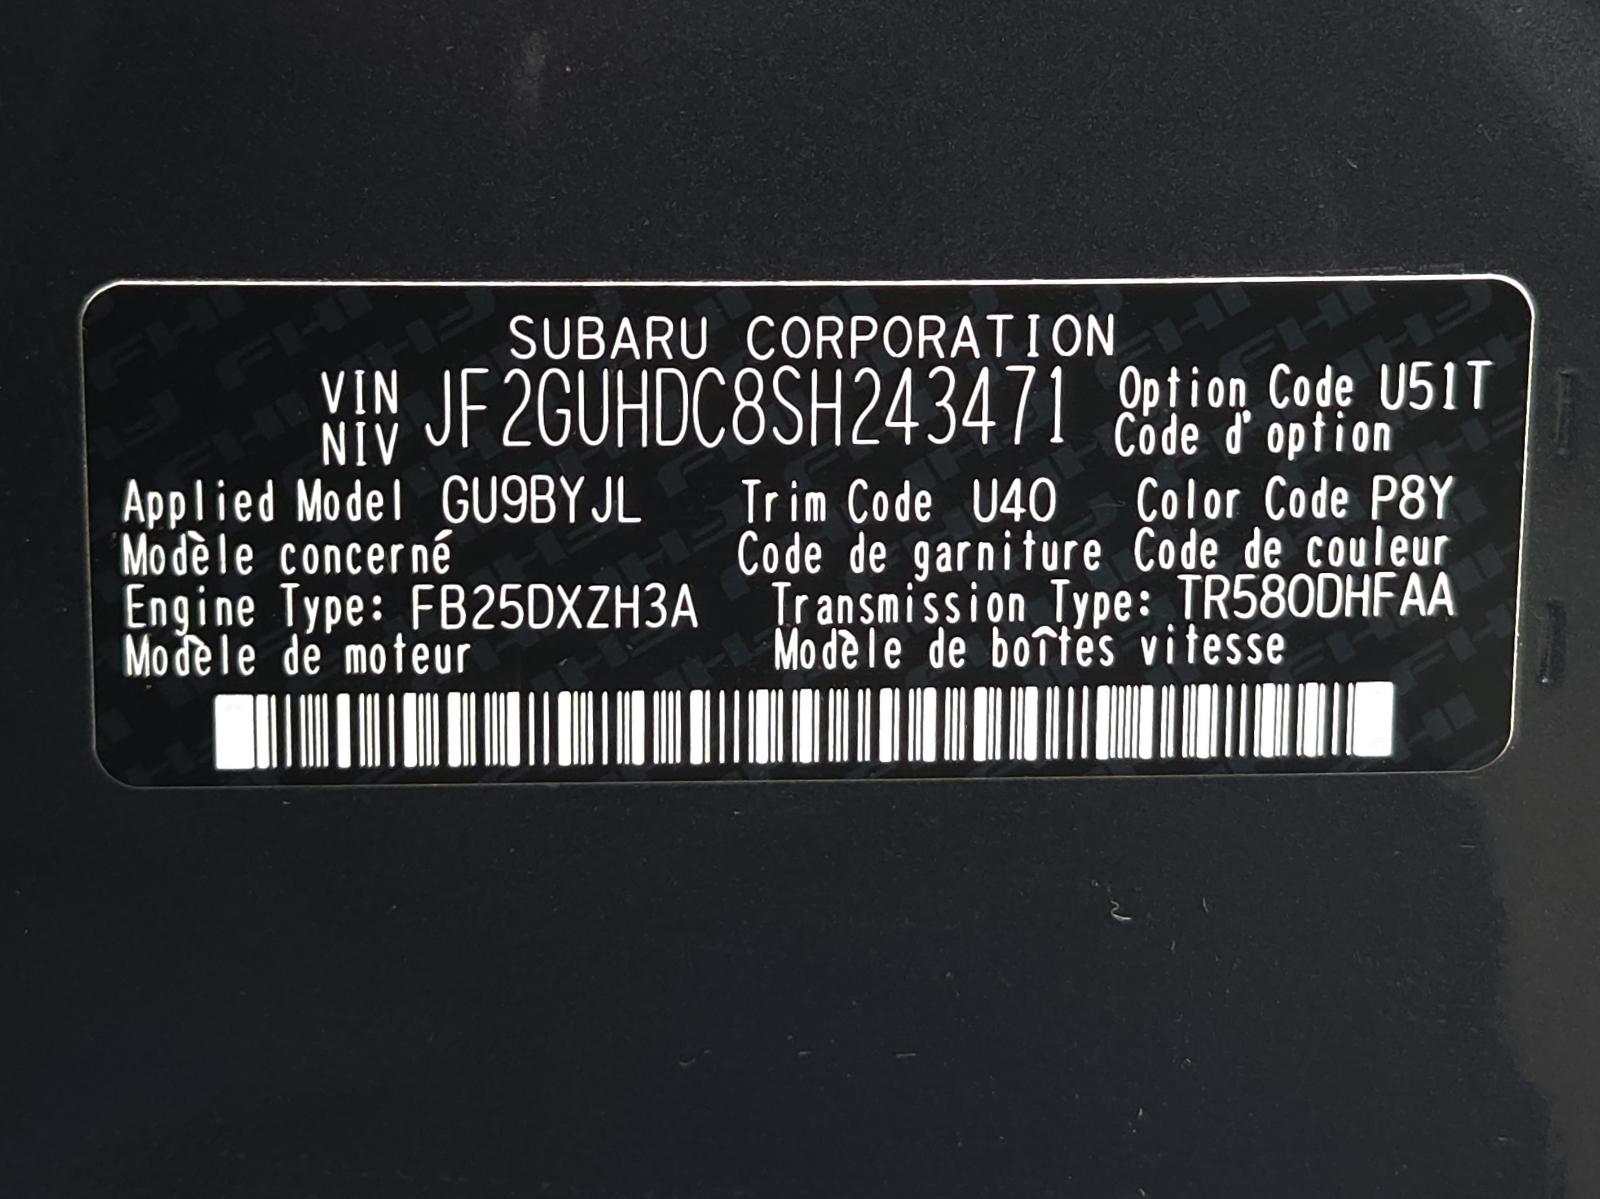 SUBARU CORPORATION
VIN JF2GUHDC8SH243471 Option Code U51T
NIV Code d'option
Applied Model GU9BYJL Trim Code U40 Color Code P8Y
Modèle concerné Code de garniture Code de couleur
Engine Type: FB25DXZH3A Transmission Type: TR580DHFAA
Modèle de moteur Modèle de boîtes vitesse